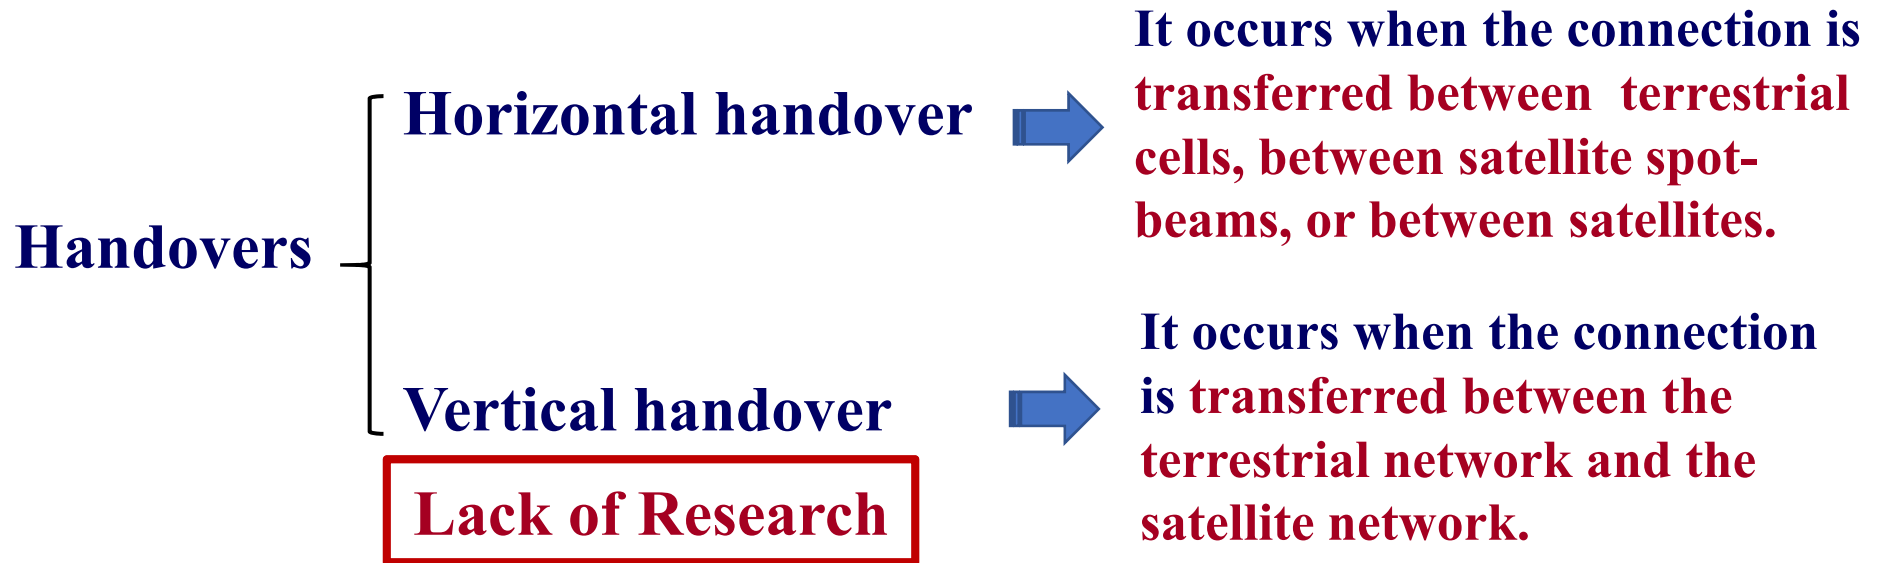 Handovers
Horizontal handover
It occurs when the connection is
transferred between terrestrial
cells, between satellite spot-
beams, or between satellites.
Vertical handover
Lack of Research
It occurs when the connection
is transferred between the
terrestrial network and the
satellite network.